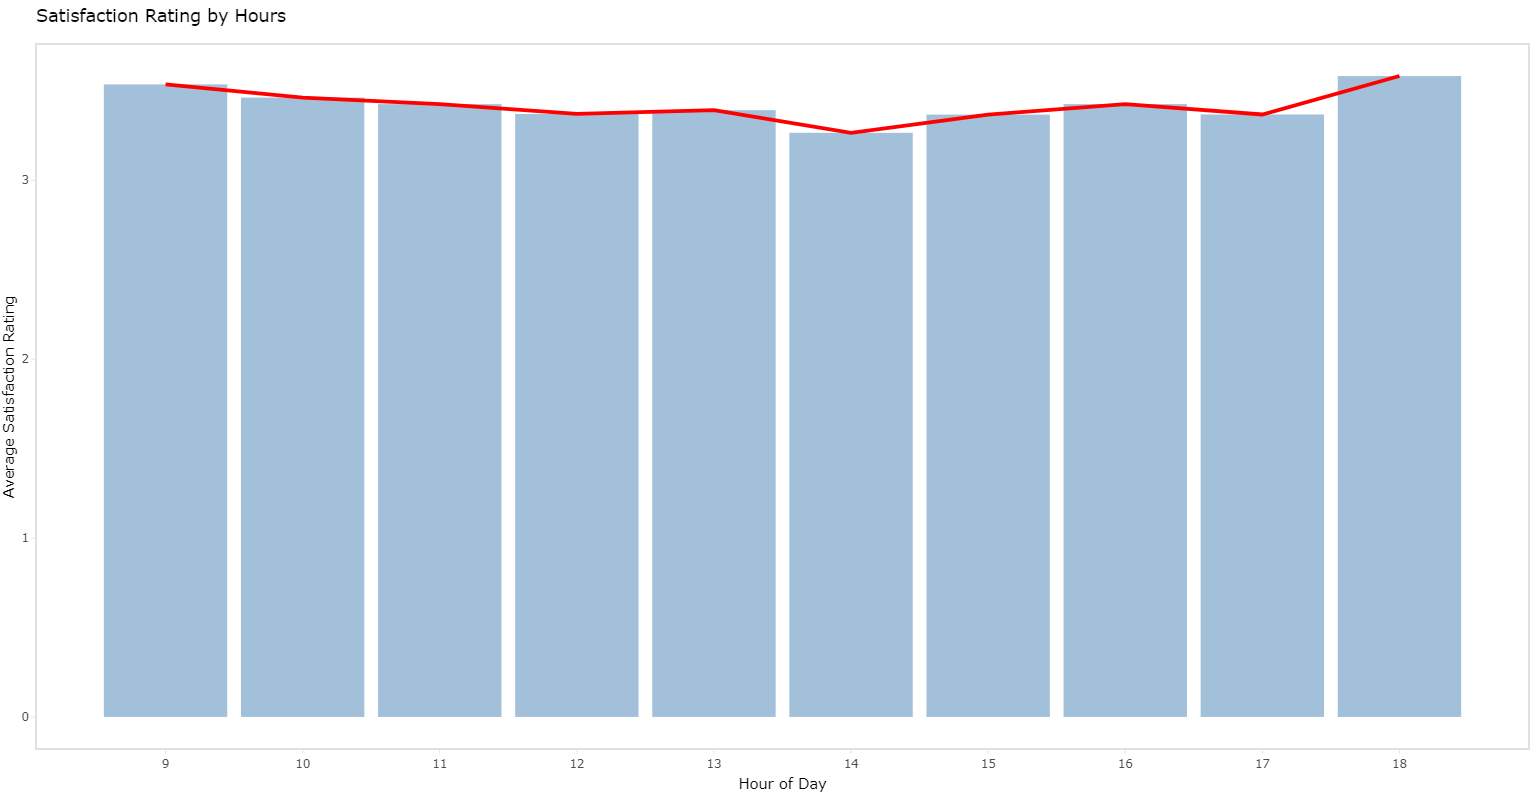 Satisfaction Rating by Hours
Average Satisfaction Rating
3
2
1
0
9 10 11 12 13 14 15 16 17 18
Hour of Day